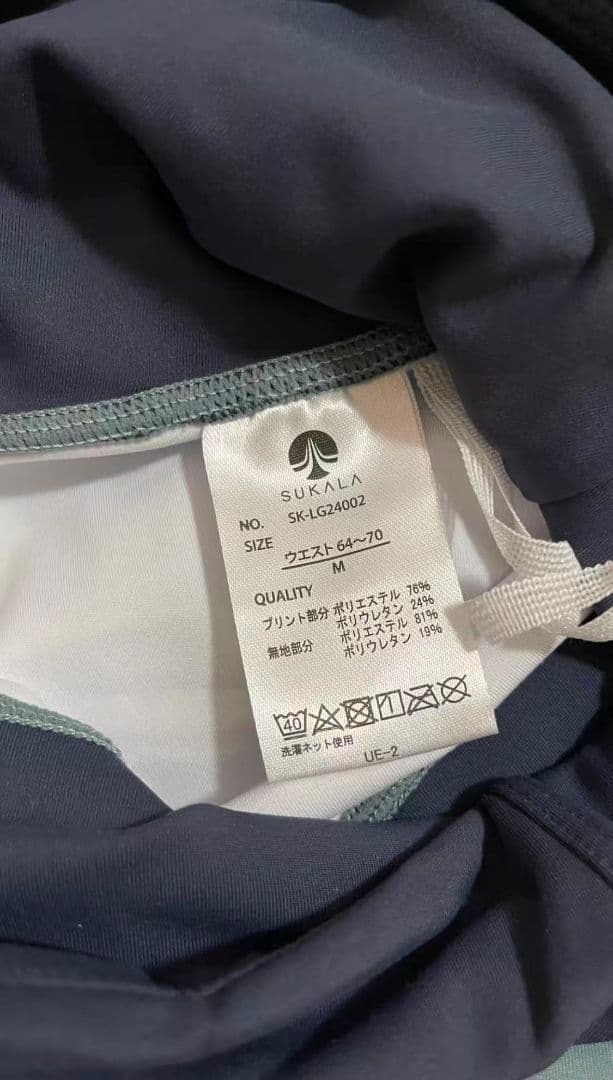 SUKALA
NO. SK-LG24002
SIZE ウエスト 64〜70
M
QUALITY
プリント部分 ポリエステル 76%
ポリウレタン 24%
無地部分 ポリエステル 81%
ポリウレタン 19%
40
洗濯ネット使用
UE-2